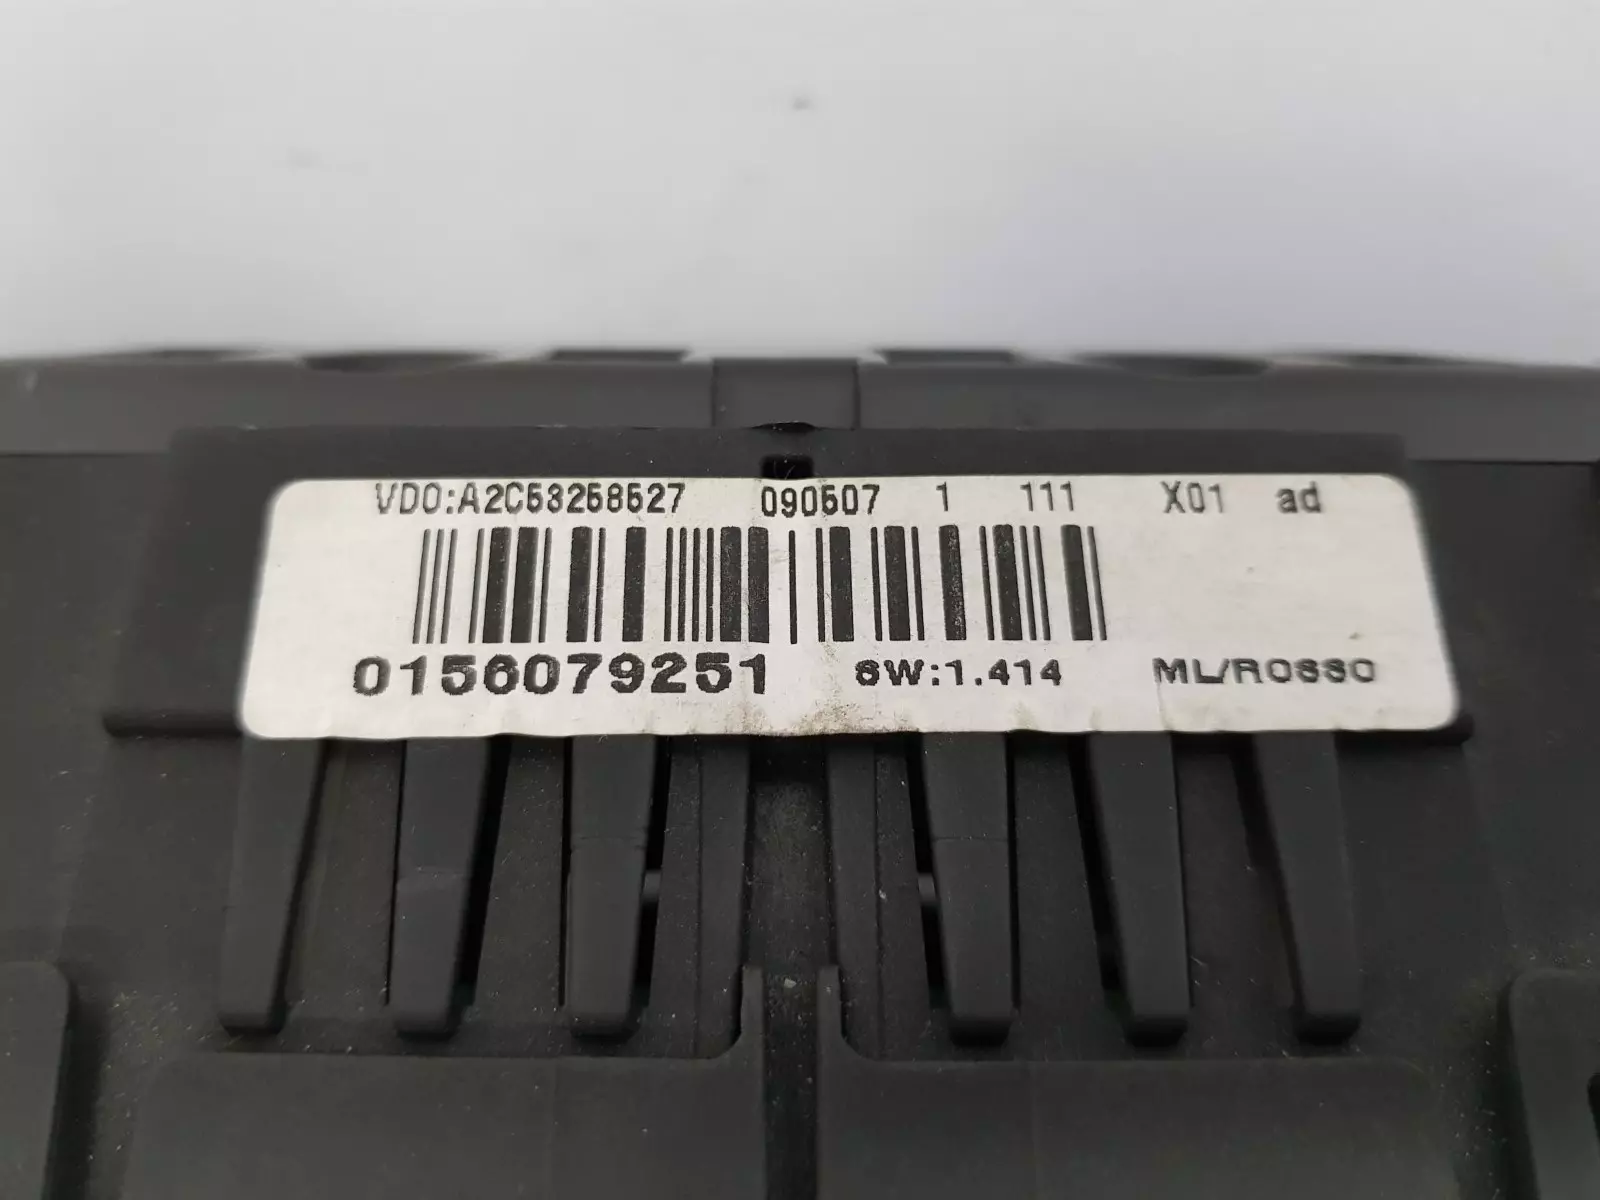 VDO:A2C53258527 090507 1 111 X01 ad
0156079251 SW:1.414 ML/ROSSO